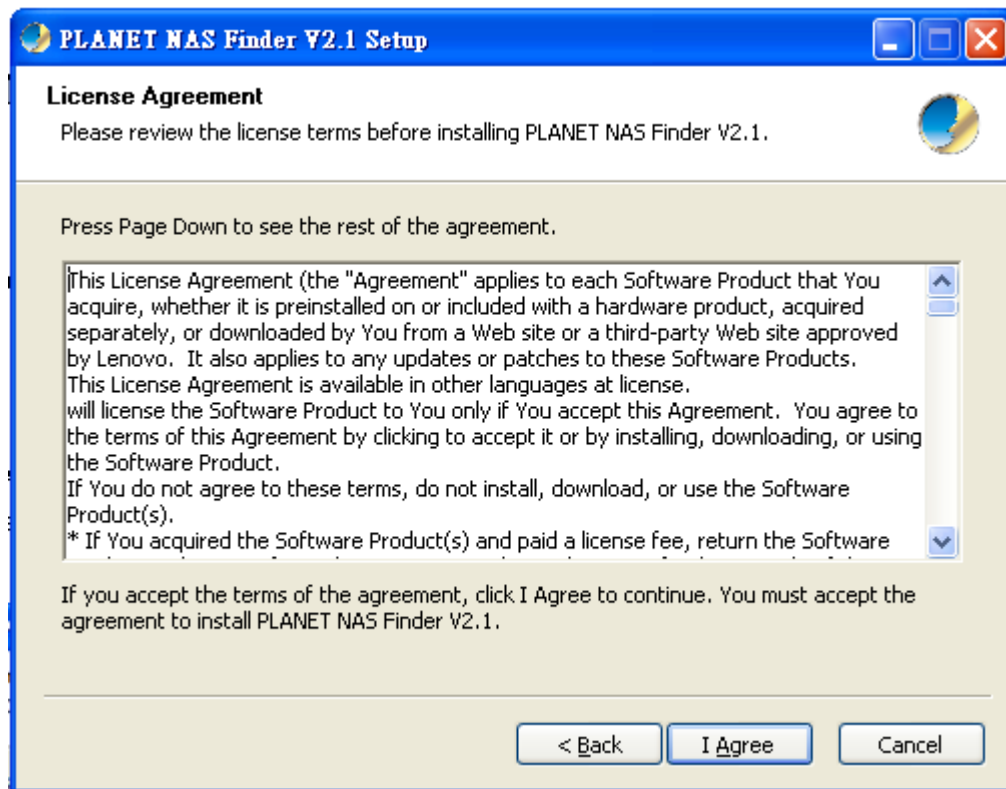 PLANET NAS Finder V2.1 Setup
License Agreement
Please review the license terms before installing PLANET NAS Finder V2.1.
Press Page Down to see the rest of the agreement.
This License Agreement (the "Agreement" applies to each Software Product that You
acquire, whether it is preinstalled on or included with a hardware product, acquired
separately, or downloaded by You from a Web site or a third-party Web site approved
by Lenovo.  It also applies to any updates or patches to these Software Products.
This License Agreement is available in other languages at license.
will license the Software Product to You only if You accept this Agreement.  You agree to
the terms of this Agreement by clicking to accept it or by installing, downloading, or using
the Software Product.
If You do not agree to these terms, do not install, download, or use the Software
Product(s).
* If You acquired the Software Product(s) and paid a license fee, return the Software
If you accept the terms of the agreement, click I Agree to continue. You must accept the
agreement to install PLANET NAS Finder V2.1.
< Back
I Agree
Cancel